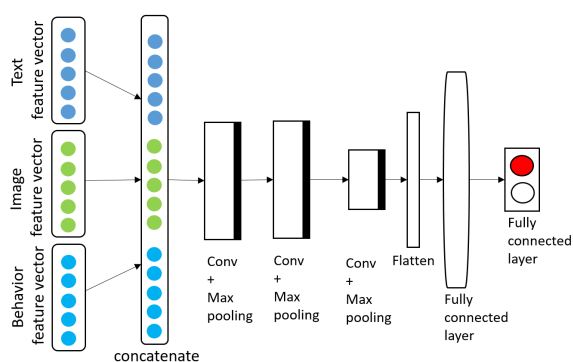 Text
feature vector
Image
feature vector
Behavior
feature vector
concatenate
Conv
+
Max
pooling
Conv
+
Max
pooling
Conv
+
Max
pooling
Flatten
Fully
connected
layer
Fully
connected
layer